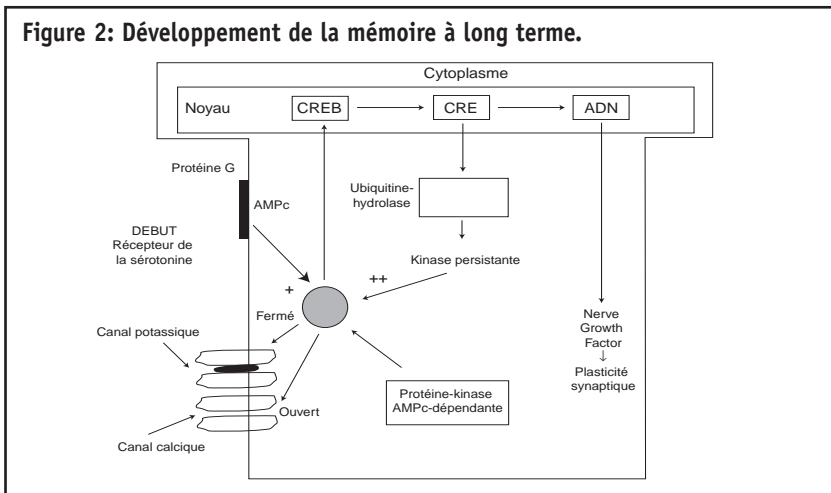 Figure 2: Développement de la mémoire à long terme.
Cytoplasme
Noyau
CREB
CRE
ADN
Protéine G
AMPc
Ubiquitine-
hydrolase
DEBUT
Récepteur de
la sérotonine
Kinase persistante
+
++
Fermé
Canal potassique
Nerve
Growth
Factor
↓
Plasticité
synaptique
Protéine-kinase
AMPc-dépendante
Ouvert
Canal calcique